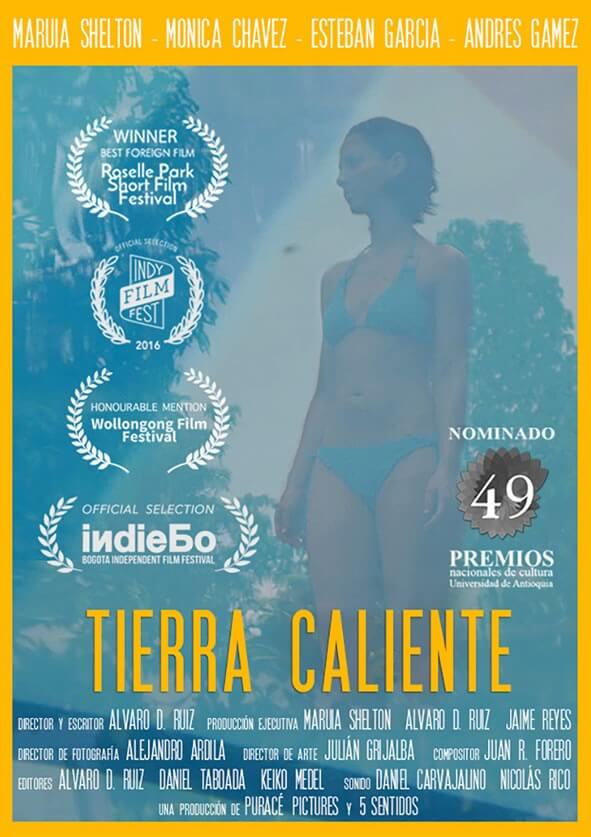 MARUIA SHELTON - MONICA CHAVEZ - ESTEBAN GARCIA - ANDRES GAMEZ
WINNER
BEST FOREIGN FILM
Roselle Park
Short Film
Festival
OFFICIAL SELECTION
INDY
FILM
FEST
2016
HONOURABLE MENTION
Wollongong Film
Festival
OFFICIAL SELECTION
indieБo
BOGOTA INDEPENDENT FILM FESTIVAL
NOMINADO
49
PREMIOS
nacionales de cultura
Universidad de Antioquia
TIERRA CALIENTE
DIRECTOR Y ESCRITOR ALVARO D. RUIZ PRODUCCIÓN EJECUTIVA MARUIA SHELTON ALVARO D. RUIZ JAIME REYES
DIRECTOR DE FOTOGRAFÍA ALEJANDRO ARDILA DIRECTOR DE ARTE JULIÁN GRIJALBA COMPOSITOR JUAN R. FORERO
EDITORES ALVARO D. RUIZ DANIEL TABOADA KEIKO MEDEL SONIDO DANIEL CARVAJALINO NICOLÁS RICO
UNA PRODUCCIÓN DE PURACÉ PICTURES Y 5 SENTIDOS